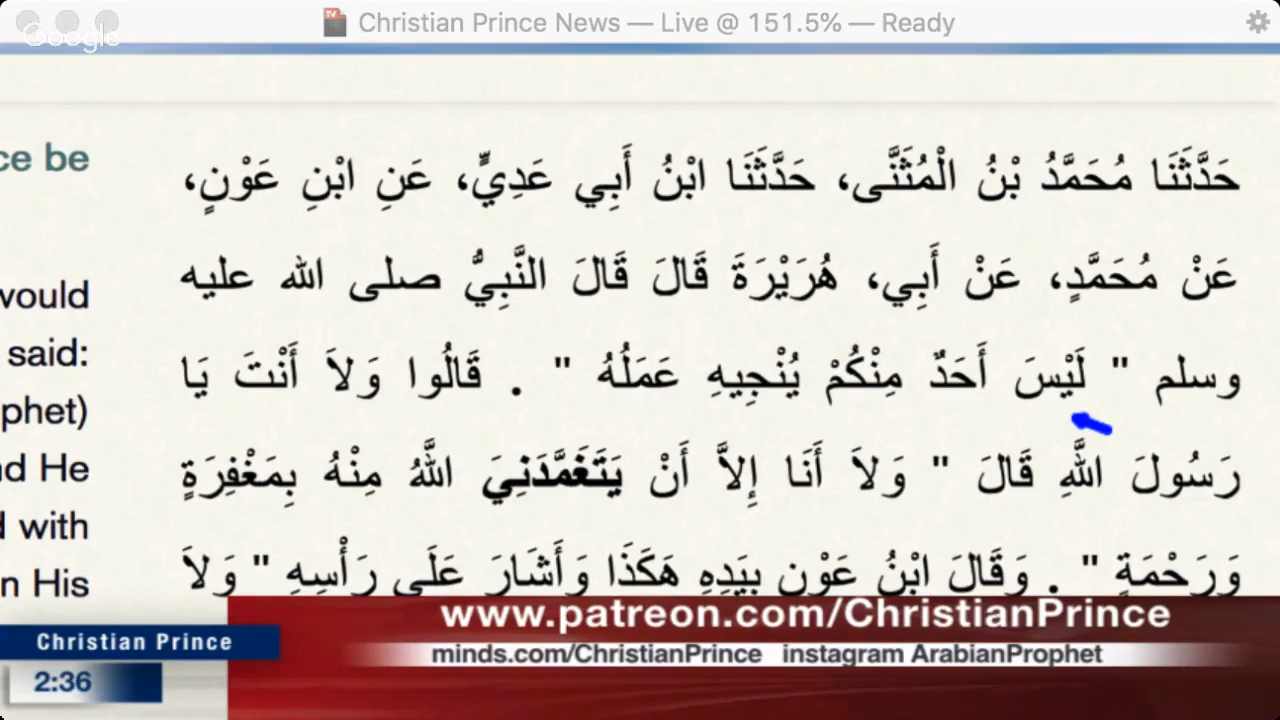 Christian Prince News — Live @ 151.5% — Ready
Google
ce be
would
said:
phet)
nd He
d with
n His
حَدَّثَنَا مُحَمَّدُ بْنُ الْمُثَنَّى، حَدَّثَنَا ابْنُ أَبِي عَدِيٍّ، عَنِ ابْنِ عَوْنٍ،
عَنْ مُحَمَّدٍ، عَنْ أَبِي، هُرَيْرَةَ قَالَ قَالَ النَّبِيُّ صلى الله عليه
وسلم " لَيْسَ أَحَدٌ مِنْكُمْ يُنْجِيهِ عَمَلُهُ " . قَالُوا وَلاَ أَنْتَ يَا
رَسُولَ اللَّهِ قَالَ " وَلاَ أَنَا إِلاَّ أَنْ يَتَغَمَّدَنِيَ اللَّهُ مِنْهُ بِمَغْفِرَةٍ
وَرَحْمَةٍ " . وَقَالَ ابْنُ عَوْنٍ بِيَدِهِ هَكَذَا وَأَشَارَ عَلَى رَأْسِهِ " وَلاَ
www.patreon.com/ChristianPrince
Christian Prince
minds.com/ChristianPrince instagram ArabianProphet
2:36